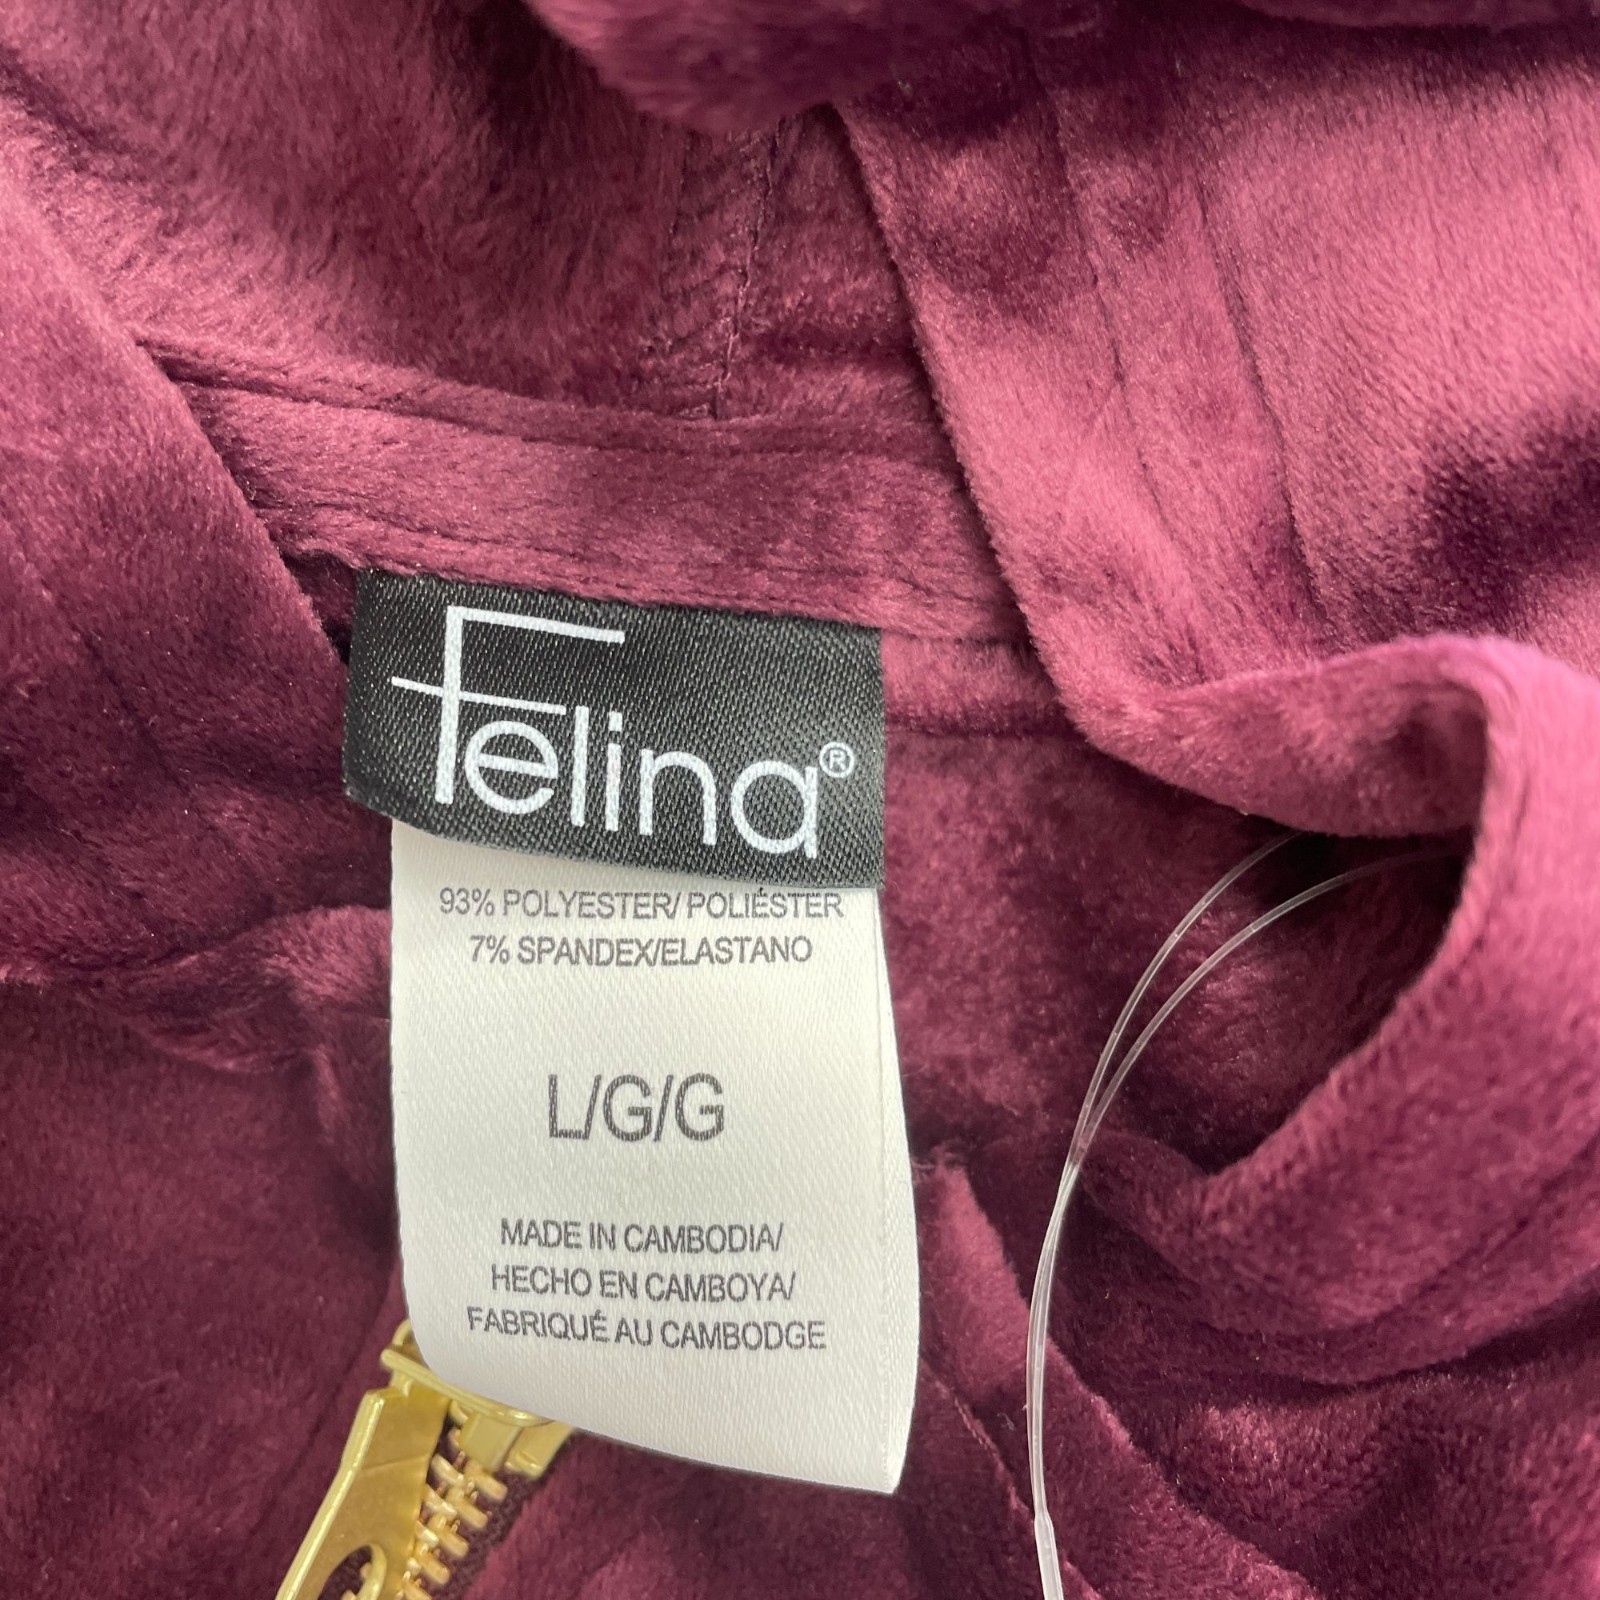 Felina®
93% POLYESTER/ POLIÉSTER
7% SPANDEX/ELASTANO
L/G/G
MADE IN CAMBODIA/
HECHO EN CAMBOYA/
FABRIQUÉ AU CAMBODGE